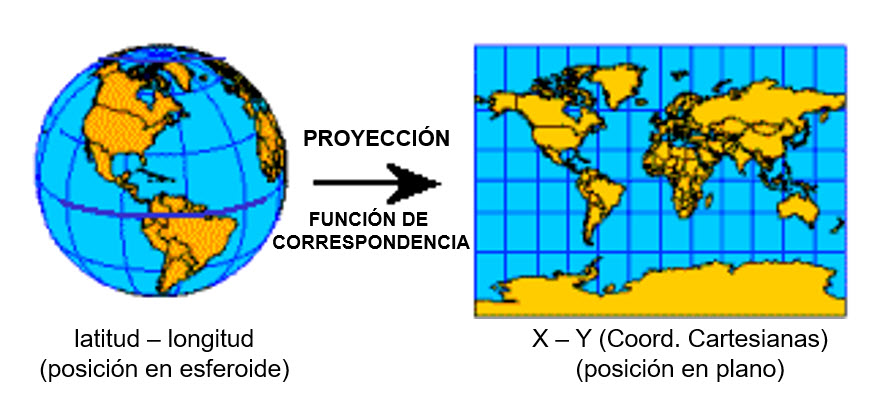 PROYECCIÓN
FUNCIÓN DE
CORRESPONDENCIA
latitud – longitud
(posición en esferoide)
X – Y (Coord. Cartesianas)
(posición en plano)